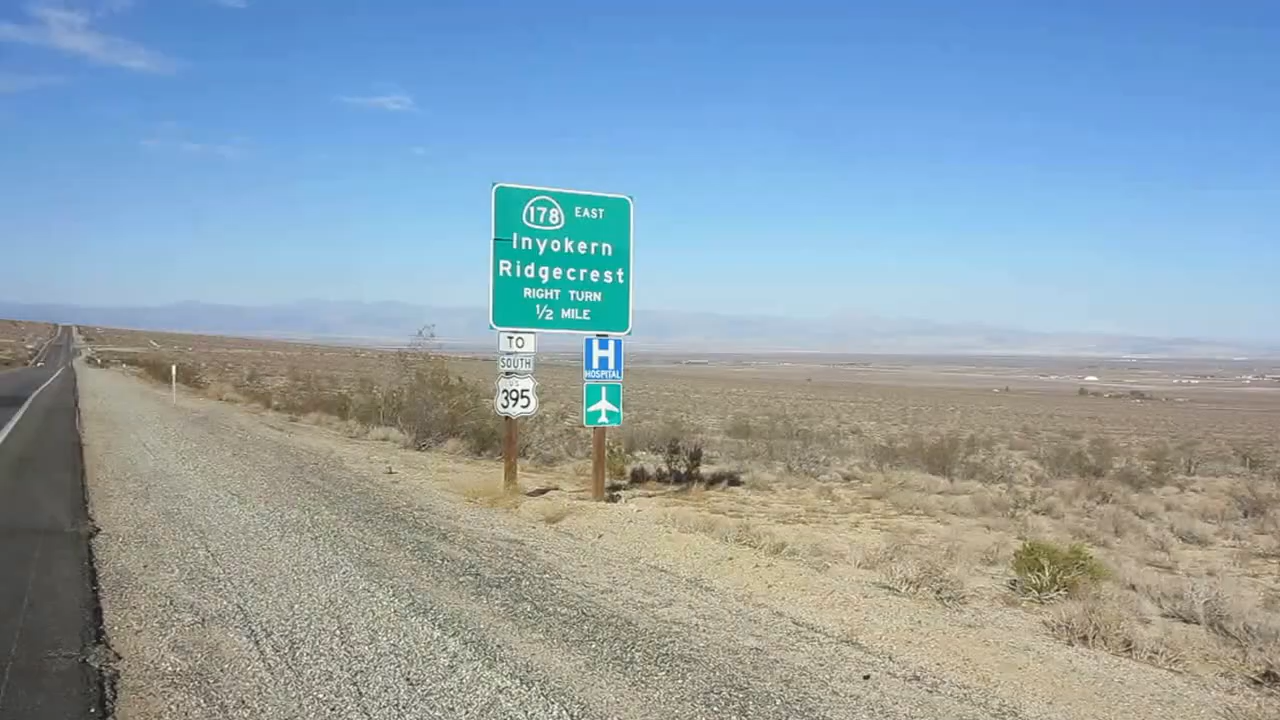 178 EAST
Inyokern
Ridgecrest
RIGHT TURN
1/2 MILE
TO
SOUTH
U S
395
H
HOSPITAL